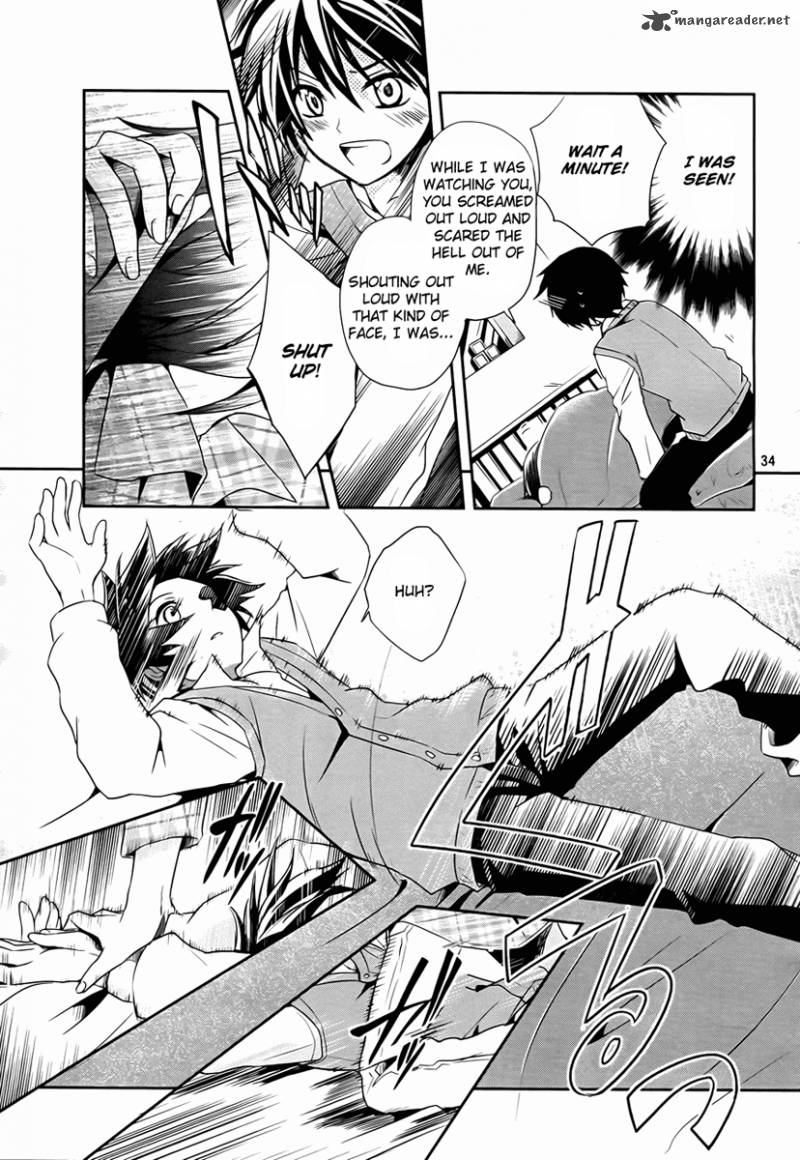 mangareader.net
I WAS
SEEN!
WAIT A
MINUTE!
WHILE I WAS
WATCHING YOU,
YOU SCREAMED
OUT LOUD AND
SCARED THE
HELL OUT OF
ME.
SHOUTING OUT
LOUD WITH
THAT KIND OF
FACE, I WAS...
SHUT
UP!
34
HUH?